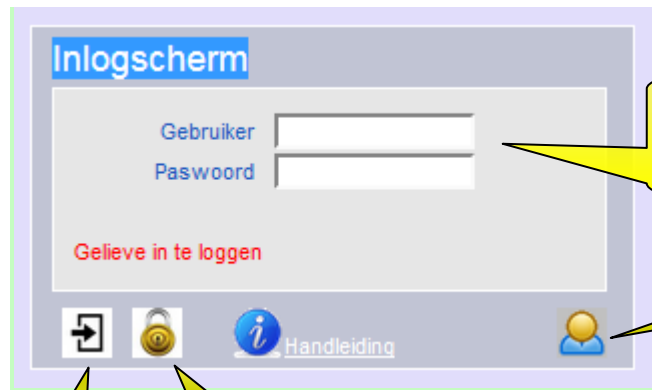 Inlogscherm
Gebruiker
Paswoord
Gelieve in te loggen
Handleiding